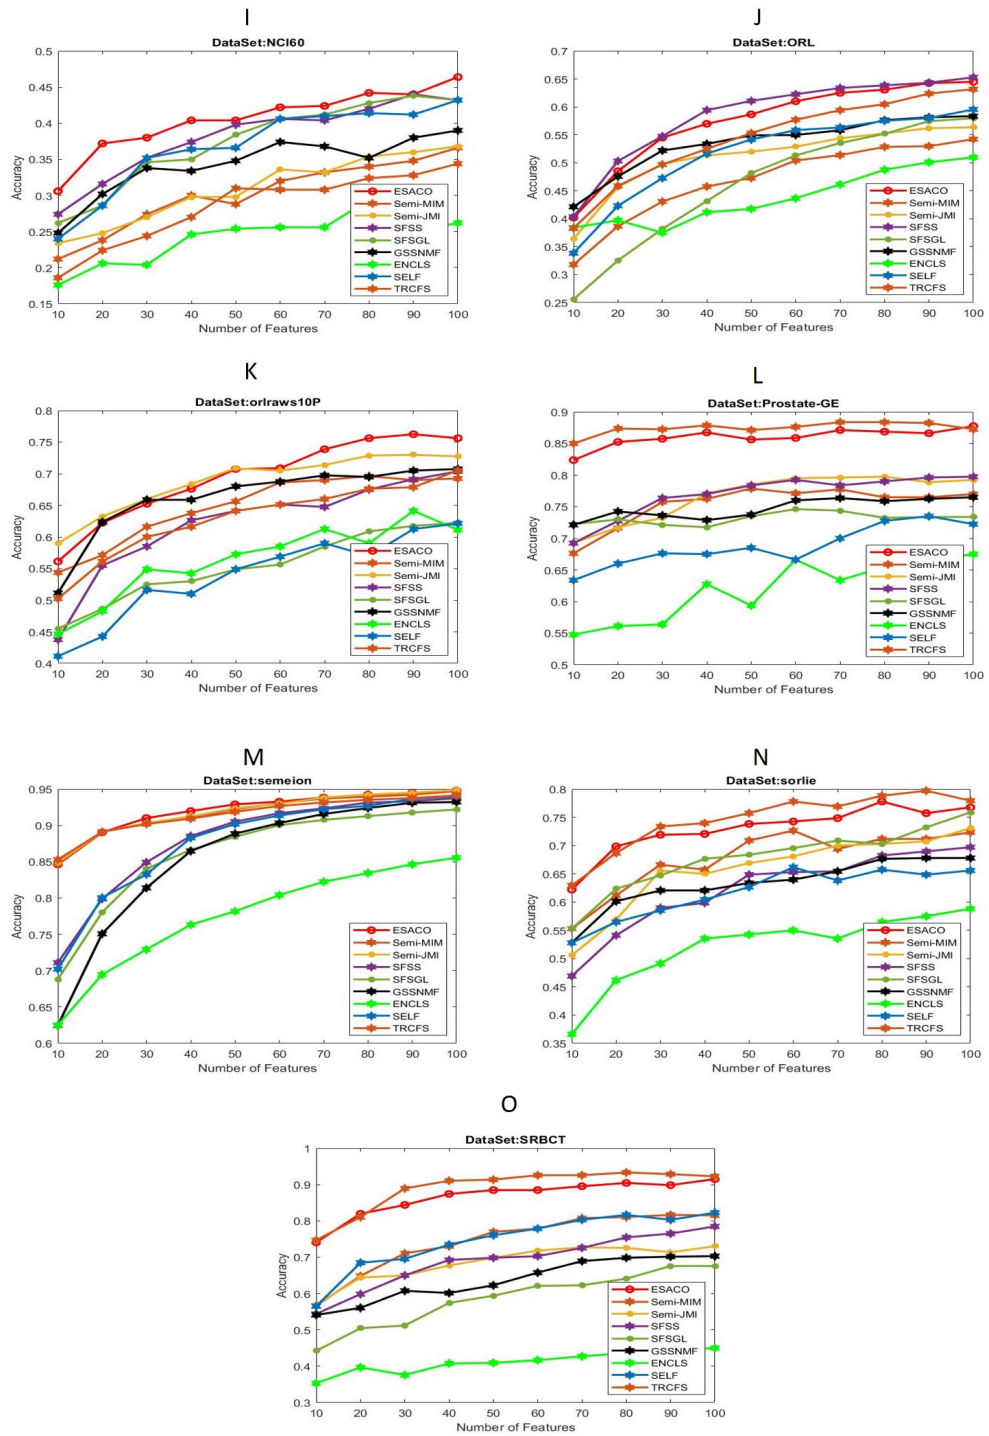 I
DataSet:NCI60
0.5
0.45
0.4
0.35
0.3
0.25
0.2
0.15
Accuracy
ESACO
Semi-MIM
Semi-JMI
SFSS
SFSGL
GSSNMF
ENCLS
SELF
TRCFS
10 20 30 40 50 60 70 80 90 100
Number of Features
J
DataSet:ORL
0.7
0.65
0.6
0.55
0.5
0.45
0.4
0.35
0.3
0.25
Accuracy
ESACO
Semi-MIM
Semi-JMI
SFSS
SFSGL
GSSNMF
ENCLS
SELF
TRCFS
10 20 30 40 50 60 70 80 90 100
Number of Features
K
DataSet:orlraws10P
0.8
0.75
0.7
0.65
0.6
0.55
0.5
0.45
0.4
Accuracy
ESACO
Semi-MIM
Semi-JMI
SFSS
SFSGL
GSSNMF
ENCLS
SELF
TRCFS
10 20 30 40 50 60 70 80 90 100
Number of Features
L
DataSet:Prostate-GE
0.9
0.85
0.8
0.75
0.7
0.65
0.6
0.55
0.5
Accuracy
ESACO
Semi-MIM
Semi-JMI
SFSS
SFSGL
GSSNMF
ENCLS
SELF
TRCFS
10 20 30 40 50 60 70 80 90 100
Number of Features
M
DataSet:semeion
0.95
0.9
0.85
0.8
0.75
0.7
0.65
0.6
Accuracy
ESACO
Semi-MIM
Semi-JMI
SFSS
SFSGL
GSSNMF
ENCLS
SELF
TRCFS
10 20 30 40 50 60 70 80 90 100
Number of Features
N
DataSet:sorlie
0.8
0.75
0.7
0.65
0.6
0.55
0.5
0.45
0.4
0.35
Accuracy
ESACO
Semi-MIM
Semi-JMI
SFSS
SFSGL
GSSNMF
ENCLS
SELF
TRCFS
10 20 30 40 50 60 70 80 90 100
Number of Features
O
DataSet:SRBCT
1
0.9
0.8
0.7
0.6
0.5
0.4
0.3
Accuracy
ESACO
Semi-MIM
Semi-JMI
SFSS
SFSGL
GSSNMF
ENCLS
SELF
TRCFS
10 20 30 40 50 60 70 80 90 100
Number of Features